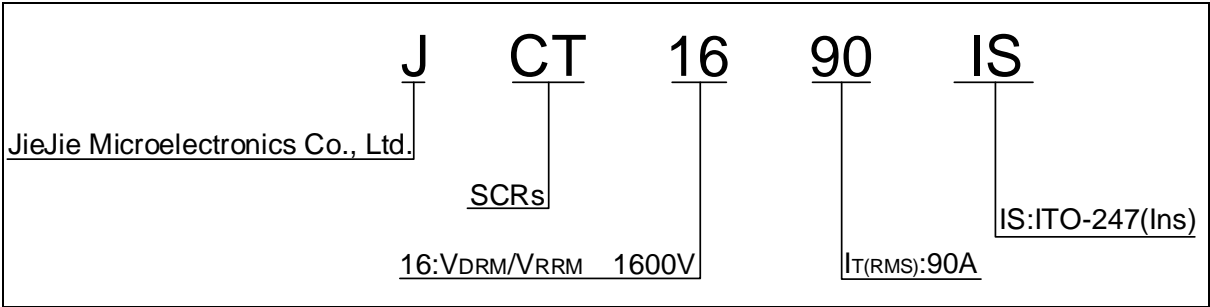 J CT 16 90 IS
JieJie Microelectronics Co., Ltd.
SCRs
IS:ITO-247(Ins)
16:VDRM/VRRM 1600V
IT(RMS):90A